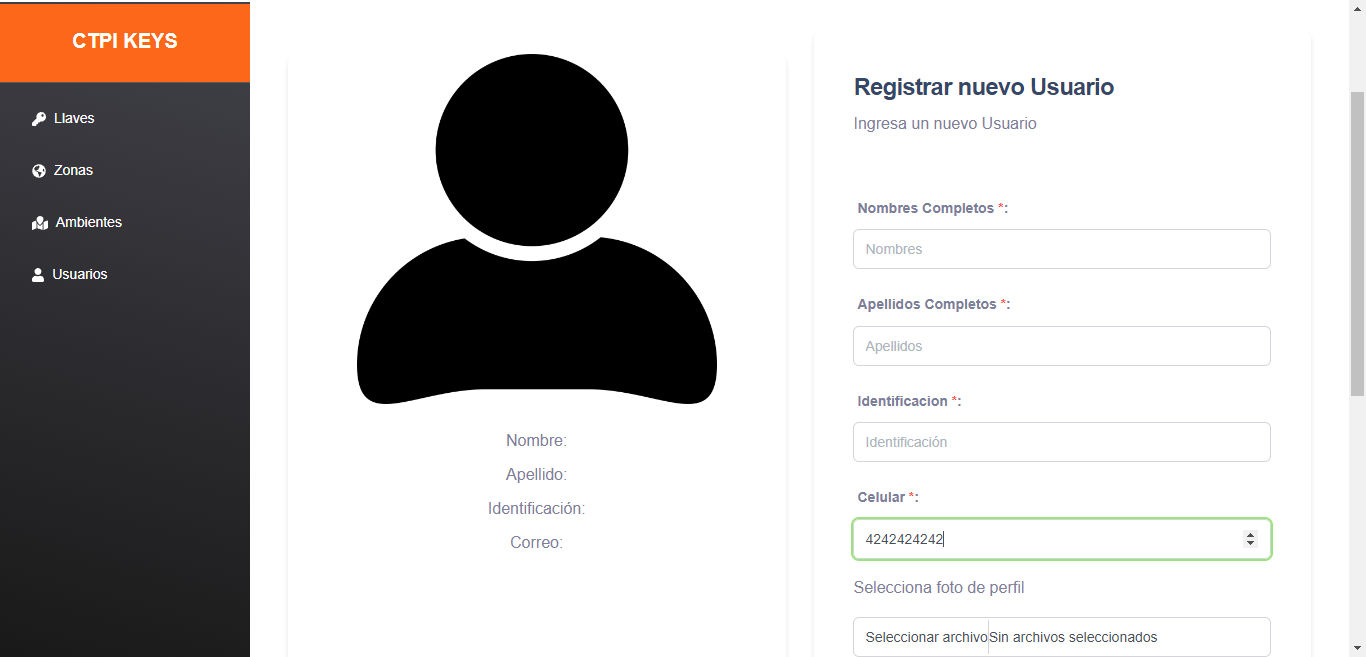 CTPI KEYS
Llaves
Zonas
Ambientes
Usuarios
Nombre:
Apellido:
Identificación:
Correo:
Registrar nuevo Usuario
Ingresa un nuevo Usuario
Nombres Completos *:
Nombres
Apellidos Completos *:
Apellidos
Identificacion *:
Identificación
Celular *:
4242424242
Selecciona foto de perfil
Seleccionar archivo Sin archivos seleccionados